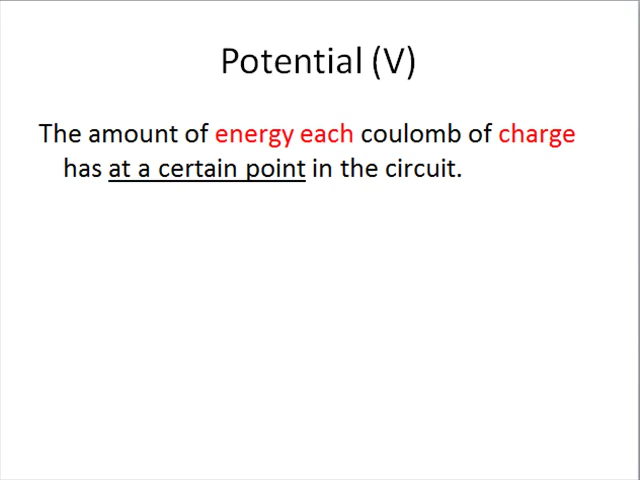 Potential (V)
The amount of energy each coulomb of charge
has at a certain point in the circuit.